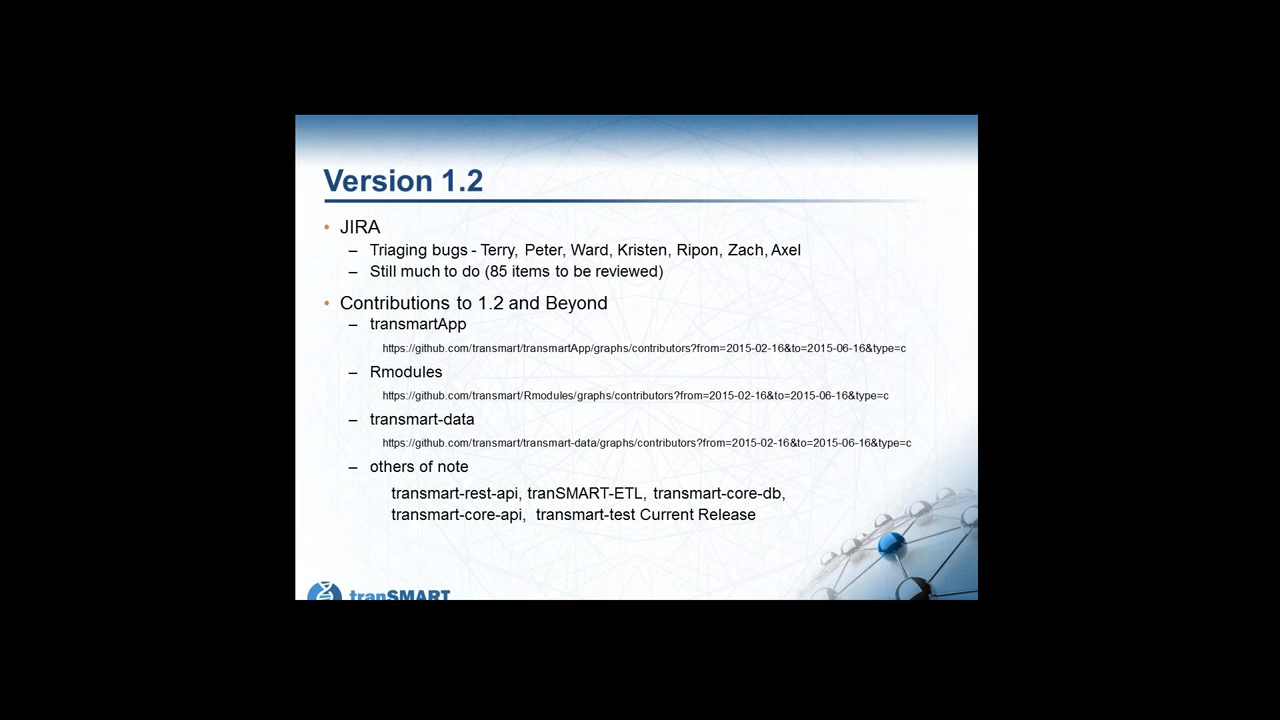 Version 1.2
• JIRA
– Triaging bugs - Terry, Peter, Ward, Kristen, Ripon, Zach, Axel
– Still much to do (85 items to be reviewed)
• Contributions to 1.2 and Beyond
– transmartApp
https://github.com/transmart/transmartApp/graphs/contributors?from=2015-02-16&to=2015-06-16&type=c
– Rmodules
https://github.com/transmart/Rmodules/graphs/contributors?from=2015-02-16&to=2015-06-16&type=c
– transmart-data
https://github.com/transmart/transmart-data/graphs/contributors?from=2015-02-16&to=2015-06-16&type=c
– others of note
transmart-rest-api, tranSMART-ETL, transmart-core-db,
transmart-core-api, transmart-test Current Release
tranSMART